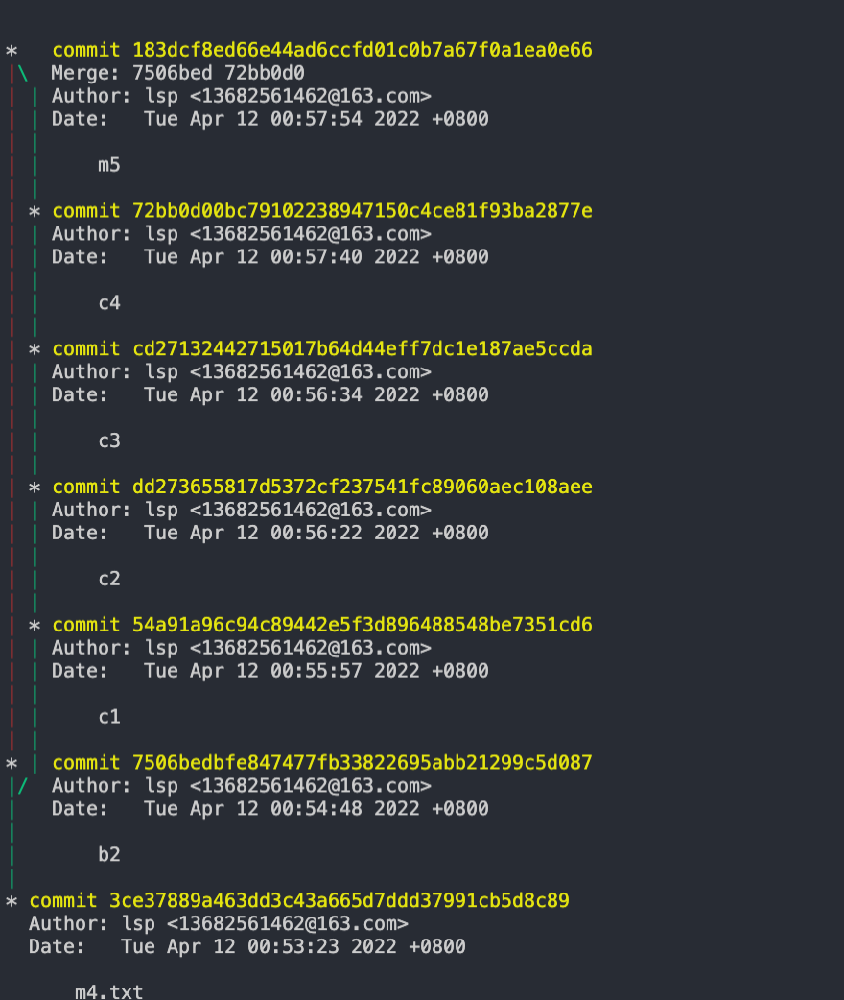 * commit 183dcf8ed66e44ad6ccfd01c0b7a67f0a1ea0e66
|\ Merge: 7506bed 72bb0d0
| | Author: lsp <13682561462@163.com>
| | Date: Tue Apr 12 00:57:54 2022 +0800
| |
| | m5
| |
| * commit 72bb0d00bc79102238947150c4ce81f93ba2877e
| | Author: lsp <13682561462@163.com>
| | Date: Tue Apr 12 00:57:40 2022 +0800
| |
| | c4
| |
| * commit cd27132442715017b64d44eff7dc1e187ae5ccda
| | Author: lsp <13682561462@163.com>
| | Date: Tue Apr 12 00:56:34 2022 +0800
| |
| | c3
| |
| * commit dd273655817d5372cf237541fc89060aec108aee
| | Author: lsp <13682561462@163.com>
| | Date: Tue Apr 12 00:56:22 2022 +0800
| |
| | c2
| |
| * commit 54a91a96c94c89442e5f3d896488548be7351cd6
| | Author: lsp <13682561462@163.com>
| | Date: Tue Apr 12 00:55:57 2022 +0800
| |
| | c1
| |
* | commit 7506bedbfe847477fb33822695abb21299c5d087
|/ Author: lsp <13682561462@163.com>
| Date: Tue Apr 12 00:54:48 2022 +0800
|
| b2
|
* commit 3ce37889a463dd3c43a665d7ddd37991cb5d8c89
Author: lsp <13682561462@163.com>
Date: Tue Apr 12 00:53:23 2022 +0800
m4.txt